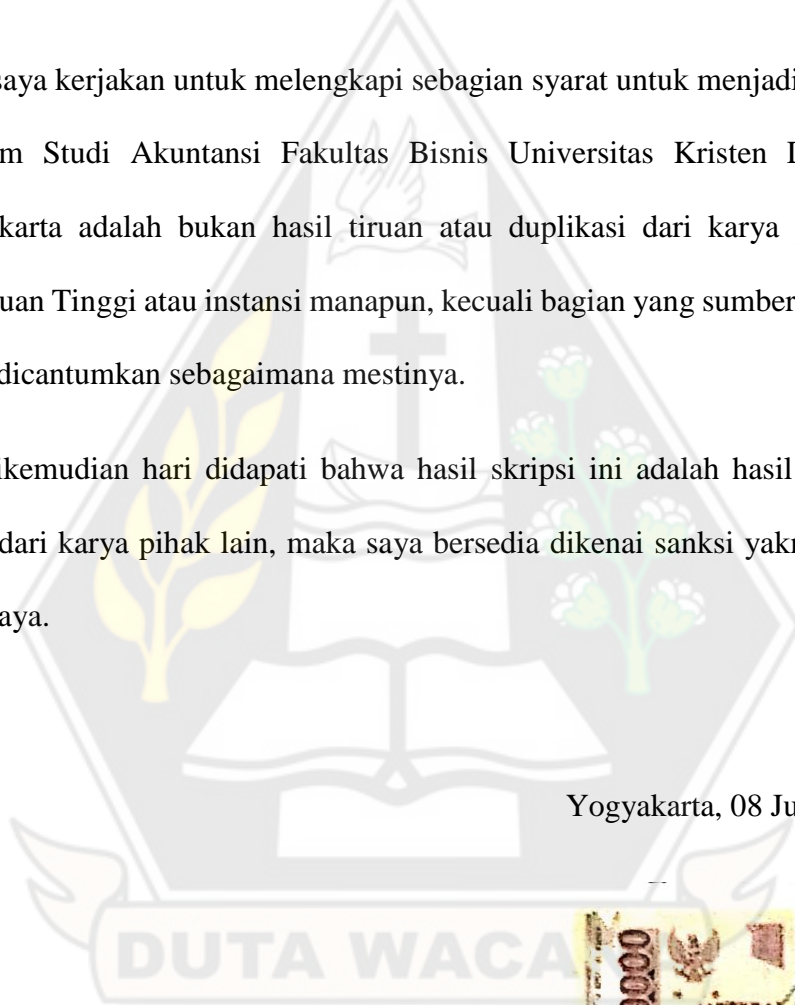 saya kerjakan untuk melengkapi sebagian syarat untuk menjadi
m Studi Akuntansi Fakultas Bisnis Universitas Kristen D
karta adalah bukan hasil tiruan atau duplikasi dari karya
uan Tinggi atau instansi manapun, kecuali bagian yang sumber
dicantumkan sebagaimana mestinya.
ikemudian hari didapati bahwa hasil skripsi ini adalah hasil
dari karya pihak lain, maka saya bersedia dikenai sanksi yakn
aya.
Yogyakarta, 08 Ju
DUTA WACAN